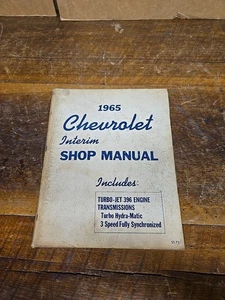 1965
Chevrolet
Interim
SHOP MANUAL
Includes:
TURBO-JET 396 ENGINE
TRANSMISSIONS
Turbo Hydra-Matic
3 Speed Fully Synchronized